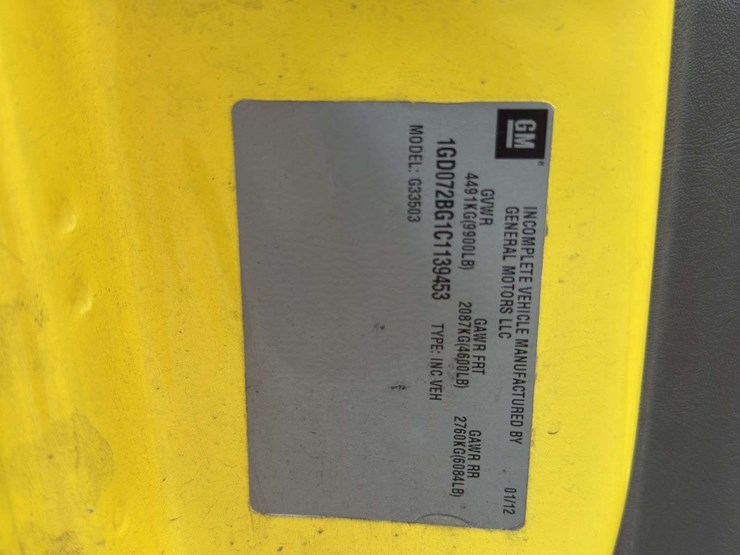 GM
INCOMPLETE VEHICLE MANUFACTURED BY
GENERAL MOTORS LLC 01/12
GVWR GAWR FRT GAWR RR
4491KG(9900LB) 2087KG(4600LB) 2760KG(6084LB)
1GD072BG1C1139453 TYPE: INC VEH
MODEL: G33503